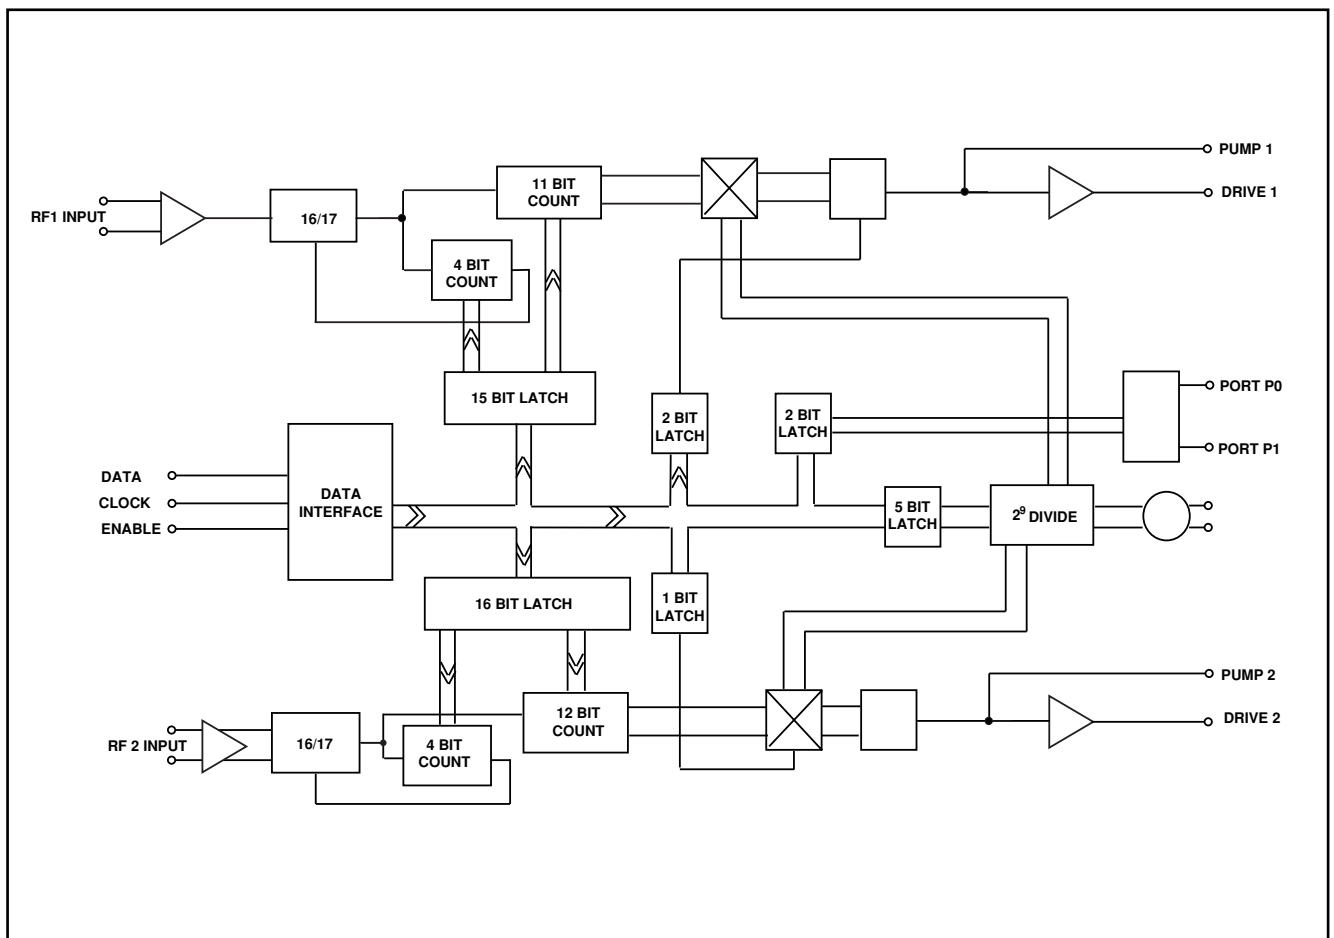 PUMP 1
11 BIT
COUNT
DRIVE 1
RF1 INPUT
16/17
4 BIT
COUNT
15 BIT LATCH
2 BIT
LATCH
2 BIT
LATCH
PORT P0
PORT P1
DATA
CLOCK
ENABLE
DATA
INTERFACE
5 BIT
LATCH
2⁹ DIVIDE
16 BIT LATCH
1 BIT
LATCH
PUMP 2
12 BIT
COUNT
DRIVE 2
RF 2 INPUT
16/17
4 BIT
COUNT